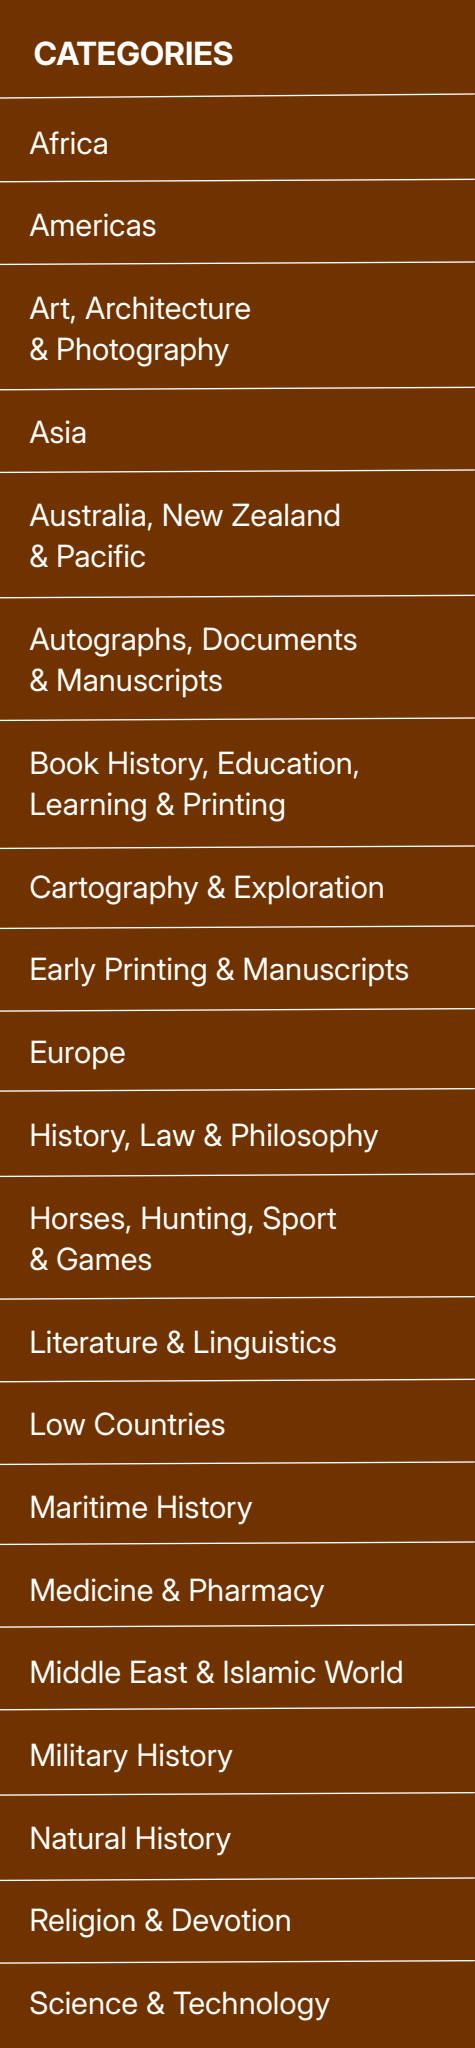 CATEGORIES
Africa
Americas
Art, Architecture
& Photography
Asia
Australia, New Zealand
& Pacific
Autographs, Documents
& Manuscripts
Book History, Education,
Learning & Printing
Cartography & Exploration
Early Printing & Manuscripts
Europe
History, Law & Philosophy
Horses, Hunting, Sport
& Games
Literature & Linguistics
Low Countries
Maritime History
Medicine & Pharmacy
Middle East & Islamic World
Military History
Natural History
Religion & Devotion
Science & Technology